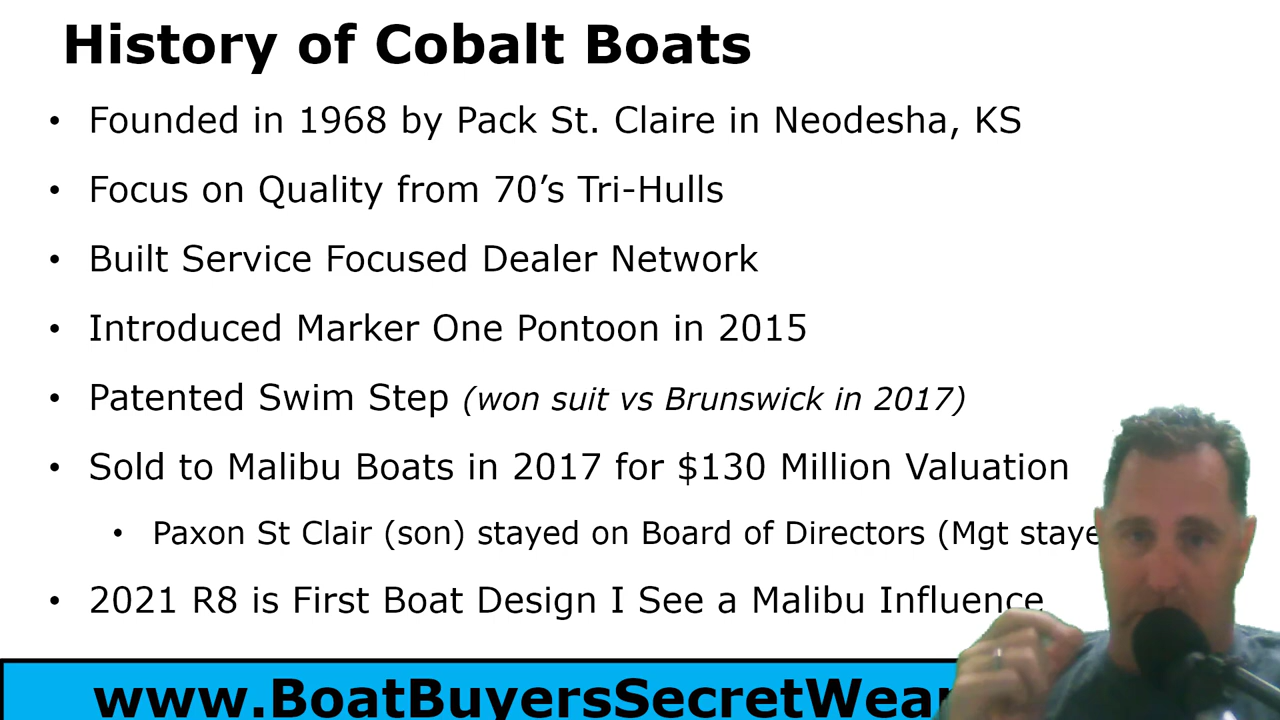 History of Cobalt Boats
• Founded in 1968 by Pack St. Claire in Neodesha, KS
• Focus on Quality from 70’s Tri-Hulls
• Built Service Focused Dealer Network
• Introduced Marker One Pontoon in 2015
• Patented Swim Step (won suit vs Brunswick in 2017)
• Sold to Malibu Boats in 2017 for $130 Million Valuation
• Paxon St Clair (son) stayed on Board of Directors (Mgt staye
• 2021 R8 is First Boat Design I See a Malibu Influence
www.BoatBuyersSecretWea